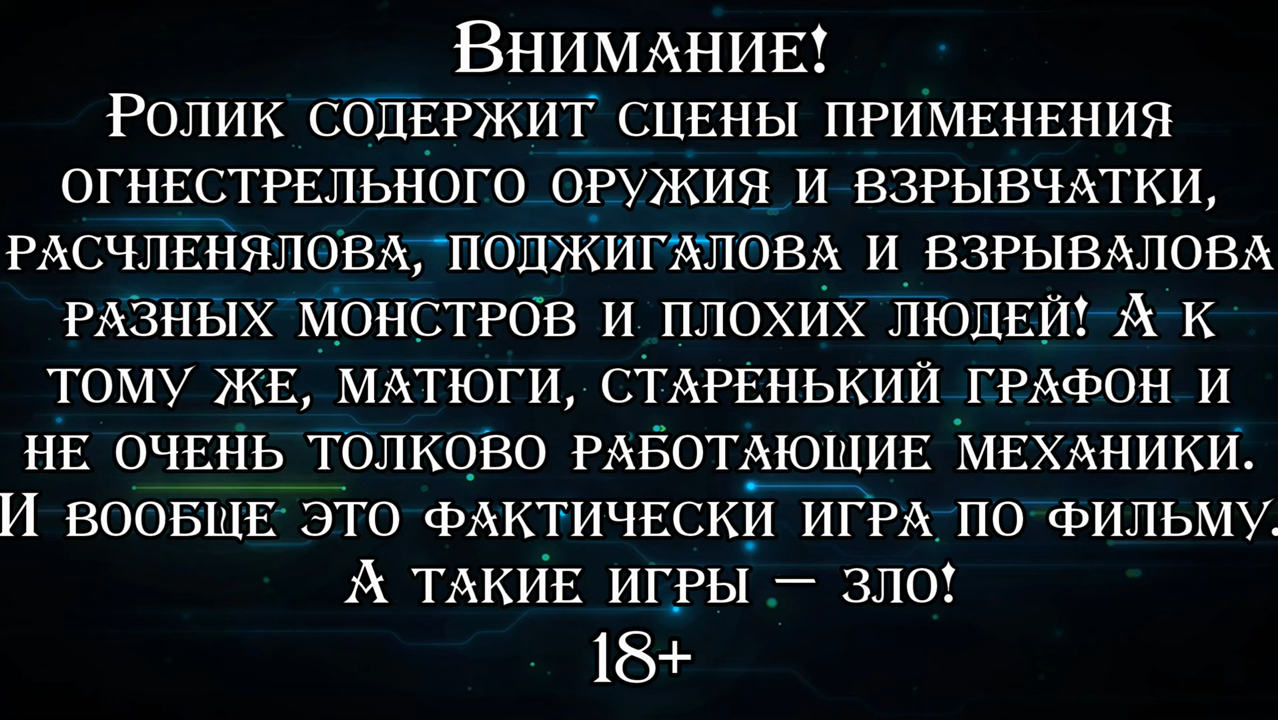 Внимание!
Ролик содержит сцены применения
огнестрельного оружия и взрывчатки,
расчленялова, поджигалова и взрывалова
разных монстров и плохих людей! А к
тому же, матюги, старенький графон и
не очень толково работающие механики.
И вообще это фактически игра по фильму.
А такие игры — зло!
18+